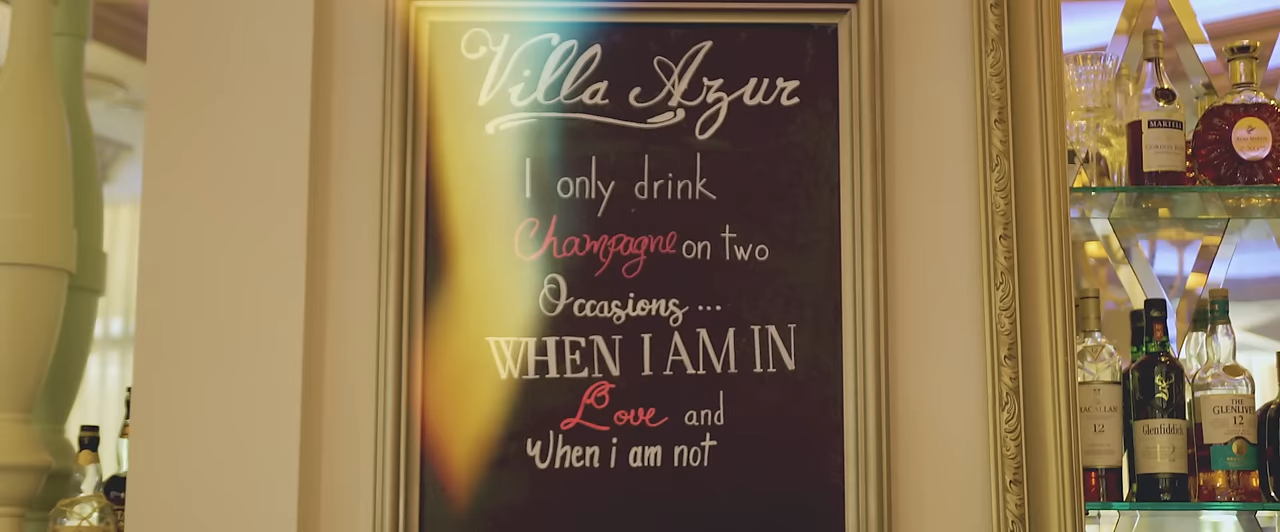 Villa Azur
I only drink
Champagne on two
Occasions ...
WHEN I AM IN
Love and
When i am not
MARTELL
MACALLAN
12
Glenfiddich
12
THE
GLENLIVET
12